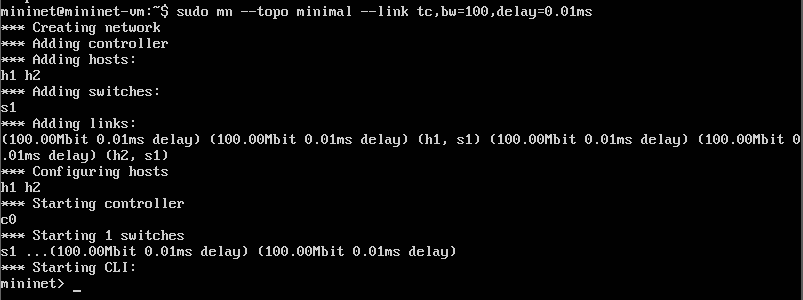 mininet@mininet-vm:~$ sudo mn --topo minimal --link tc,bw=100,delay=0.01ms
*** Creating network
*** Adding controller
*** Adding hosts:
h1 h2
*** Adding switches:
s1
*** Adding links:
(100.00Mbit 0.01ms delay) (100.00Mbit 0.01ms delay) (h1, s1) (100.00Mbit 0.01ms delay) (100.00Mbit 0
.01ms delay) (h2, s1)
*** Configuring hosts
h1 h2
*** Starting controller
c0
*** Starting 1 switches
s1 ...(100.00Mbit 0.01ms delay) (100.00Mbit 0.01ms delay)
*** Starting CLI:
mininet> _